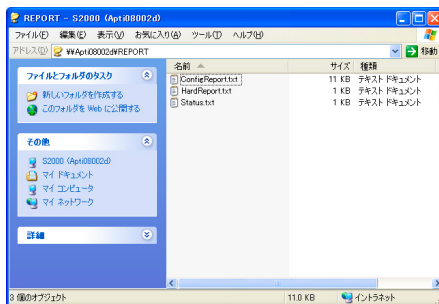 REPORT - S2000 (Apti08002d)
ファイル(F) 編集(E) 表示(V) お気に入り(A) ツール(T) ヘルプ(H)
アドレス(D) ¥¥Apti08002d¥REPORT 移動
ファイルとフォルダのタスク
新しいフォルダを作成する
このフォルダを Web に公開する
その他
S2000 (Apti08002d)
マイ ドキュメント
マイ コンピュータ
マイ ネットワーク
詳細
名前 サイズ 種類
ConfigReport.txt 11 KB テキスト ドキュメント
HardReport.txt 1 KB テキスト ドキュメント
Status.txt 1 KB テキスト ドキュメント
3 個のオブジェクト 11.0 KB イントラネット